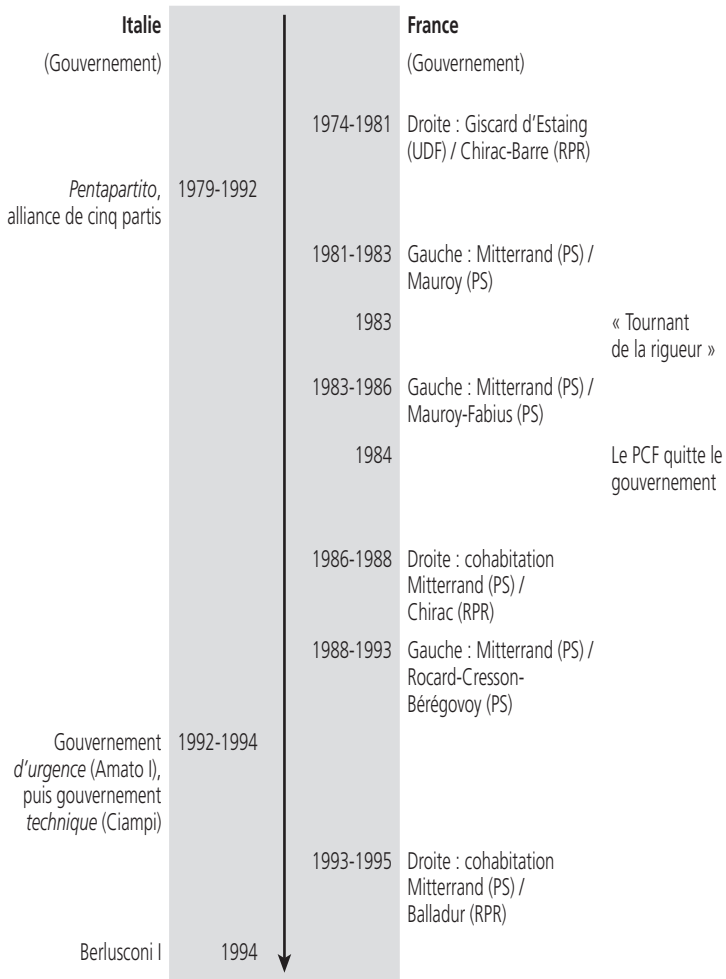 Italie
France
(Gouvernement)
(Gouvernement)
1974-1981 Droite : Giscard d’Estaing
(UDF) / Chirac-Barre (RPR)
Pentapartito, 1979-1992
alliance de cinq partis
1981-1983 Gauche : Mitterrand (PS) /
Mauroy (PS)
1983 « Tournant
de la rigueur »
1983-1986 Gauche : Mitterrand (PS) /
Mauroy-Fabius (PS)
1984 Le PCF quitte le
gouvernement
1986-1988 Droite : cohabitation
Mitterrand (PS) /
Chirac (RPR)
1988-1993 Gauche : Mitterrand (PS) /
Rocard-Cresson-
Bérégovoy (PS)
Gouvernement 1992-1994
d’urgence (Amato I),
puis gouvernement
technique (Ciampi)
1993-1995 Droite : cohabitation
Mitterrand (PS) /
Balladur (RPR)
Berlusconi I 1994